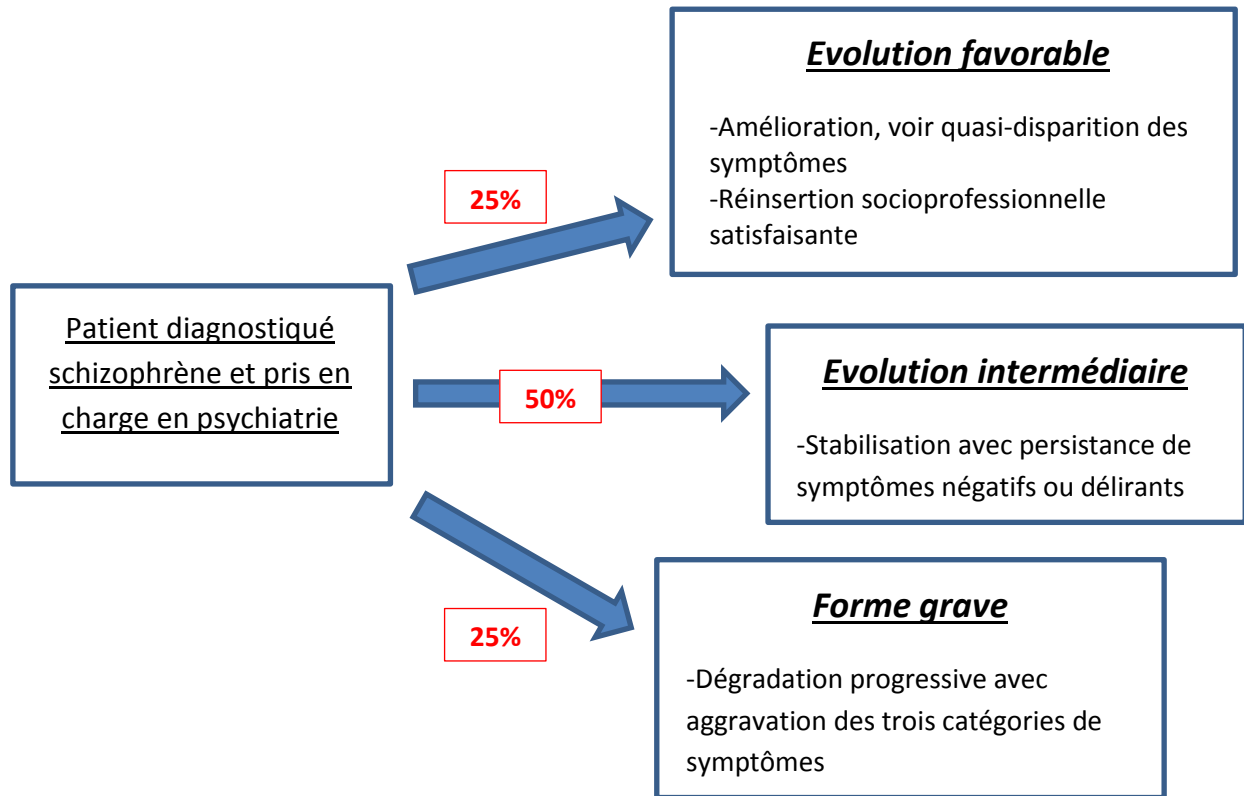 Patient diagnostiqué
schizophrène et pris en
charge en psychiatrie
25%
Evolution favorable
-Amélioration, voir quasi-disparition des
symptômes
-Réinsertion socioprofessionnelle
satisfaisante
50%
Evolution intermédiaire
-Stabilisation avec persistance de
symptômes négatifs ou délirants
25%
Forme grave
-Dégradation progressive avec
aggravation des trois catégories de
symptômes